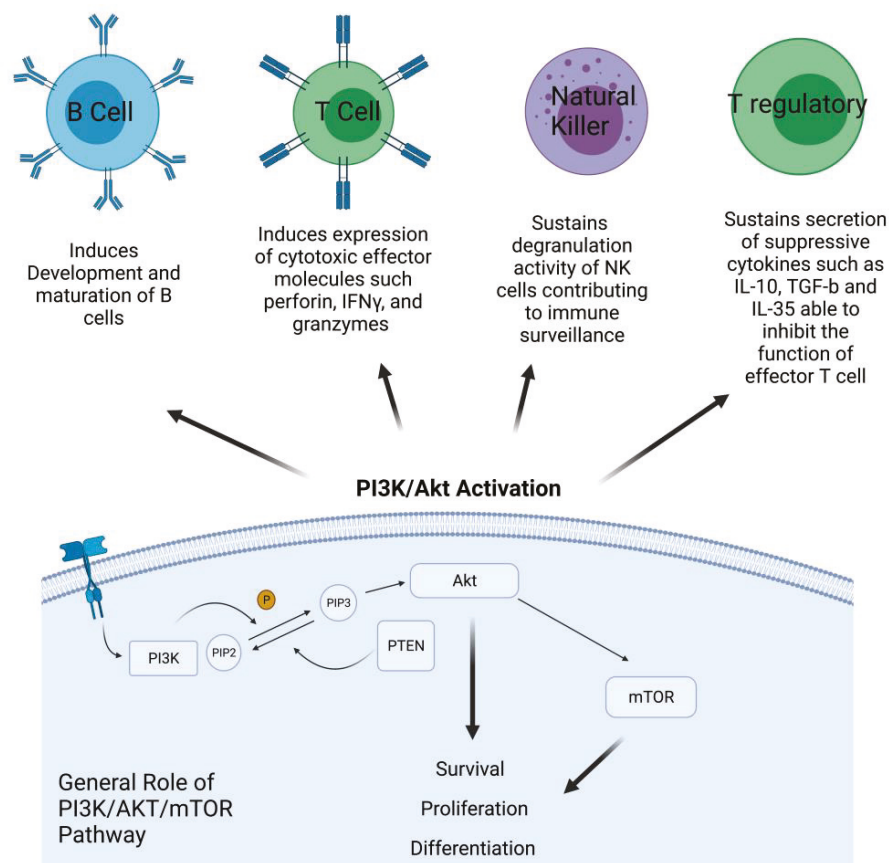 B Cell
T Cell
Natural
Killer
T regulatory
Induces
Development and
maturation of B
cells
Induces expression
of cytotoxic effector
molecules such
perforin, IFNγ, and
granzymes
Sustains
degranulation
activity of NK
cells contributing
to immune
surveillance
Sustains secretion
of suppressive
cytokines such as
IL-10, TGF-b and
IL-35 able to
inhibit the
function of
effector T cell
PI3K/Akt Activation
P
PIP3
Akt
PI3K
PIP2
PTEN
mTOR
Survival
Proliferation
Differentiation
General Role of
PI3K/AKT/mTOR
Pathway